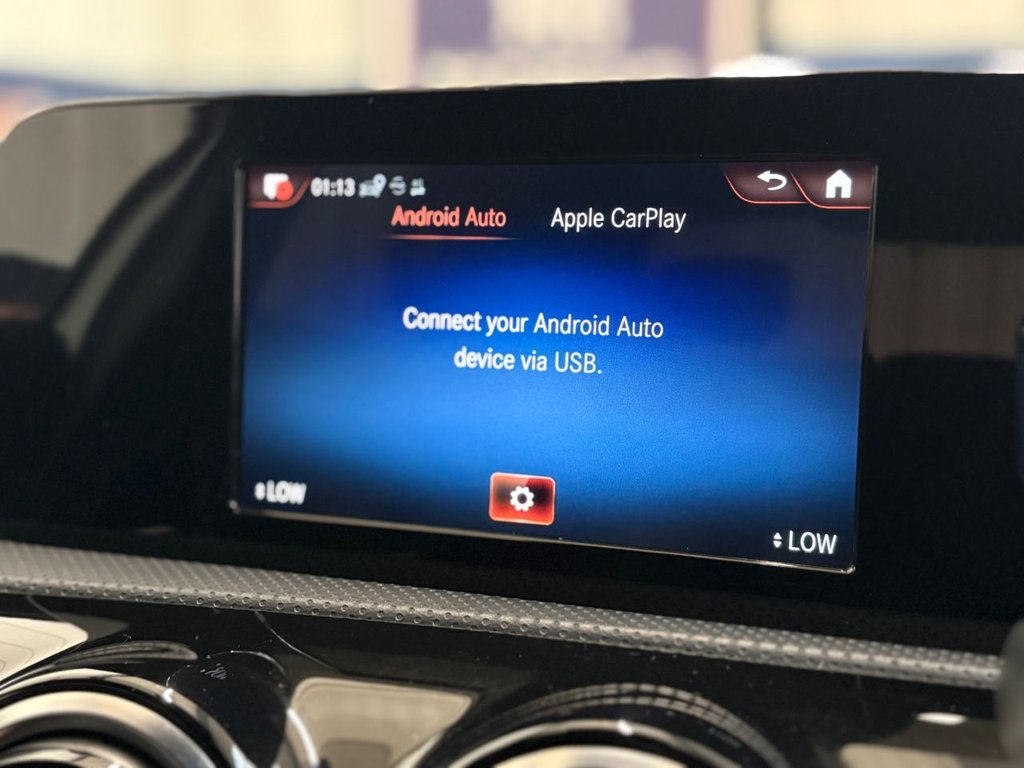 01:13
Android Auto Apple CarPlay
Connect your Android Auto
device via USB.
LOW
LOW